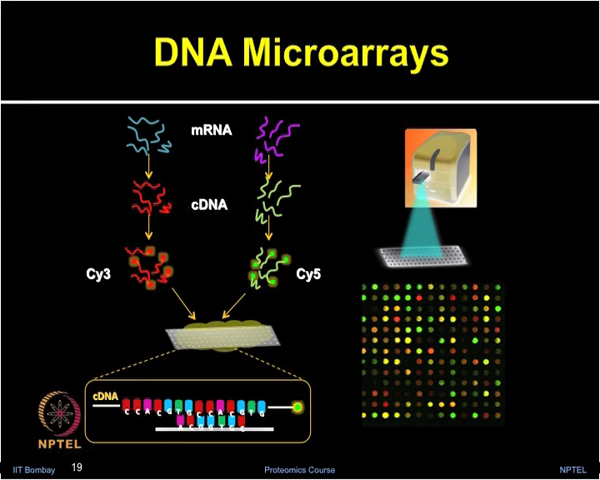 DNA Microarrays
mRNA
cDNA
Cy3
Cy5
cDNA
C C A C G T G C C A C G T G
NPTEL
IIT Bombay
19
Proteomics Course
NPTEL